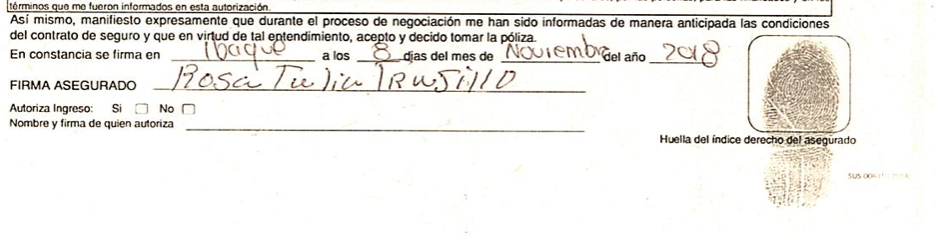 términos que me fueron informados en esta autorización.
Así mismo, manifiesto expresamente que durante el proceso de negociación me han sido informadas de manera anticipada las condiciones
del contrato de seguro y que en virtud de tal entendimiento, acepto y decido tomar la póliza.
En constancia se firma en Ibague a los 8 días del mes de Noviembre del año 2018
FIRMA ASEGURADO Rosa Tulia Trujillo
Autoriza Ingreso: Si No
Nombre y firma de quien autoriza
Huella del índice derecho del asegurado